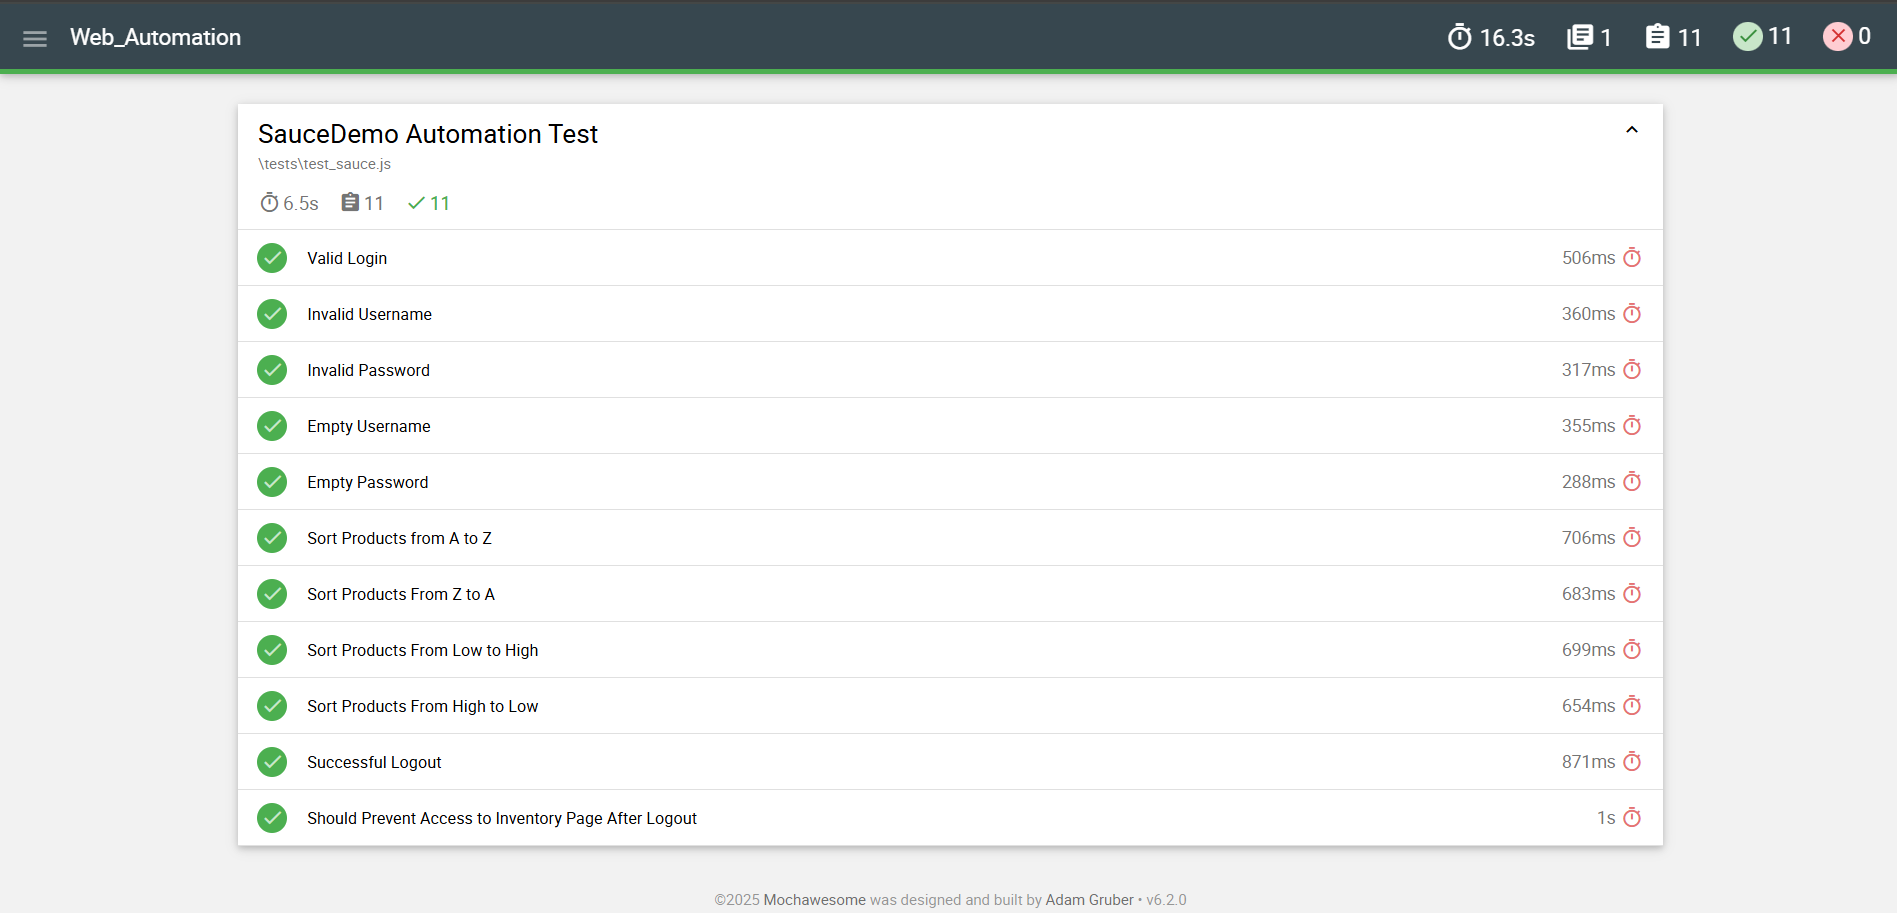 Web_Automation 16.3s 1 11 11 0
SauceDemo Automation Test
\tests\test_sauce.js
6.5s 11 11
Valid Login 506ms
Invalid Username 360ms
Invalid Password 317ms
Empty Username 355ms
Empty Password 288ms
Sort Products from A to Z 706ms
Sort Products From Z to A 683ms
Sort Products From Low to High 699ms
Sort Products From High to Low 654ms
Successful Logout 871ms
Should Prevent Access to Inventory Page After Logout 1s
©2025 Mochawesome was designed and built by Adam Gruber • v6.2.0